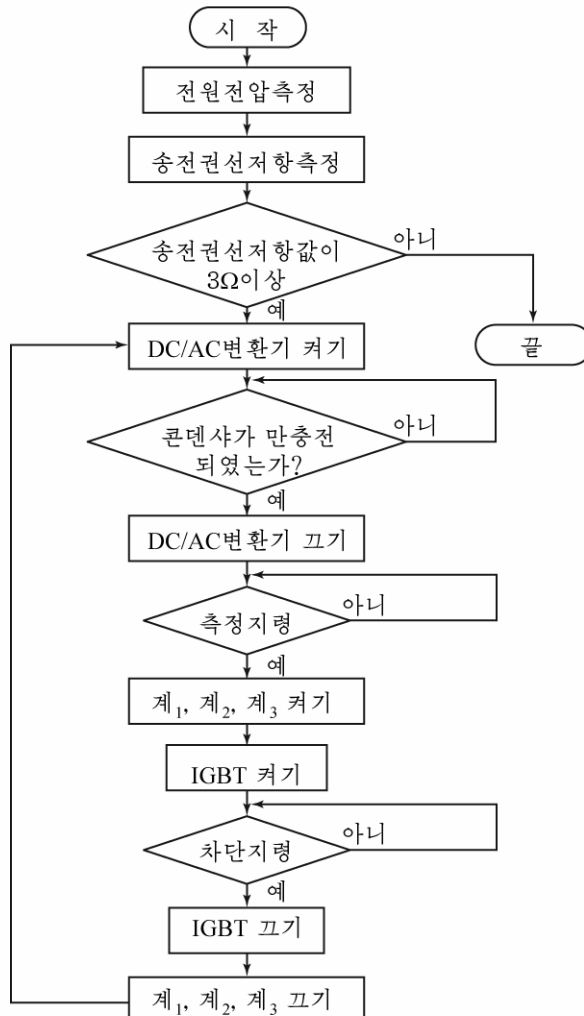 시 작
전원전압측정
송전권선저항측정
송전권선저항값이
3Ω이상
아니
예
끝
DC/AC변환기 켜기
콘덴샤가 만충전
되였는가?
아니
예
DC/AC변환기 끄기
측정지령
아니
예
계₁, 계₂, 계₃ 켜기
IGBT 켜기
차단지령
아니
예
IGBT 끄기
계₁, 계₂, 계₃ 끄기